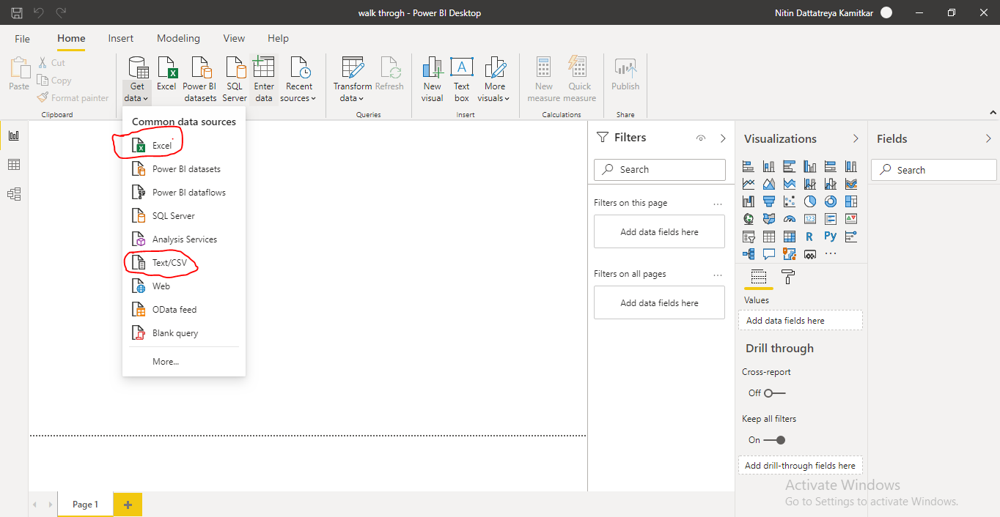 walk throgh - Power BI Desktop
Nitin Dattatreya Kamitkar
File Home Insert Modeling View Help
Paste
Cut
Copy
Format painter
Clipboard
Get data
Excel
Power BI datasets
SQL Server
Enter data
Recent sources
Transform data
Refresh
Queries
New visual
Text box
More visuals
Insert
New measure
Quick measure
Calculations
Publish
Share
Common data sources
Excel
Power BI datasets
Power BI dataflows
SQL Server
Analysis Services
Text/CSV
Web
OData feed
Blank query
More...
Filters
Search
Filters on this page ...
Add data fields here
Filters on all pages ...
Add data fields here
Visualizations
123
R
Py
...
Values
Add data fields here
Drill through
Cross-report
Off
Keep all filters
On
Add drill-through fields here
Fields
Search
Activate Windows
Go to Settings to activate Windows.
Page 1